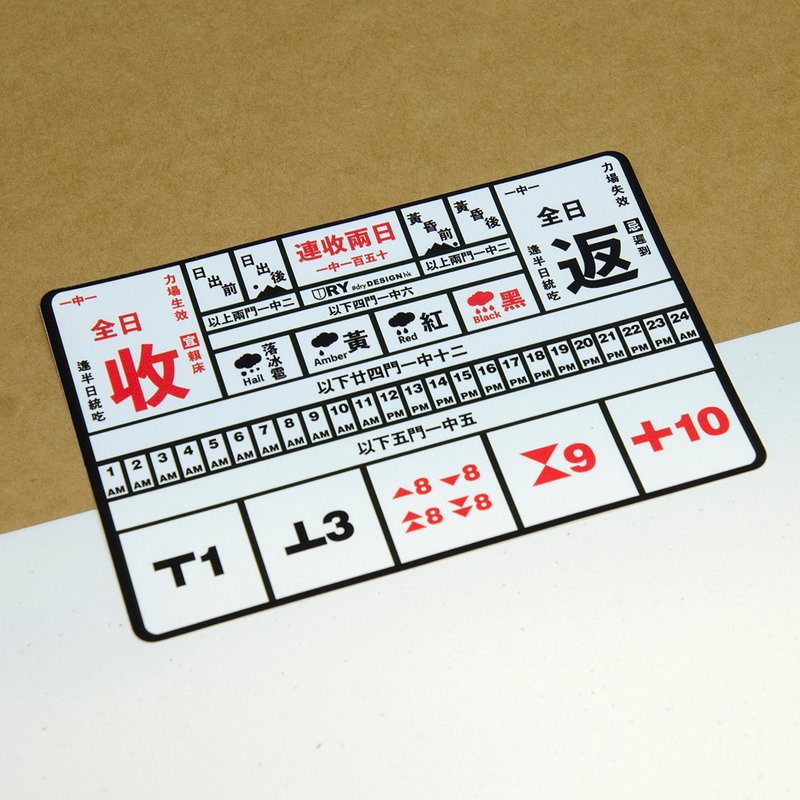 一中一
全日
收
力場生效
宜賴床
逢半日統吃
日出前
日出後
以上兩門一中二
連收兩日
一中一百五十
DRY #dryDESIGNhk
以下四門一中六
黃昏前
黃昏後
以上兩門一中二
一中一
全日
返
力場失效
忌遲到
逢半日統吃
Hail 落冰雹
Amber 黃
Red 紅
Black 黑
以下廿四門一中十二
1 AM 2 AM 3 AM 4 AM 5 AM 6 AM 7 AM 8 AM 9 AM 10 AM 11 AM 12 PM 13 PM 14 PM 15 PM 16 PM 17 PM 18 PM 19 PM 20 PM 21 PM 22 PM 23 PM 24 AM
以下五門一中五
T1
⊥3
▲8 ▼8
8 8
9
+10